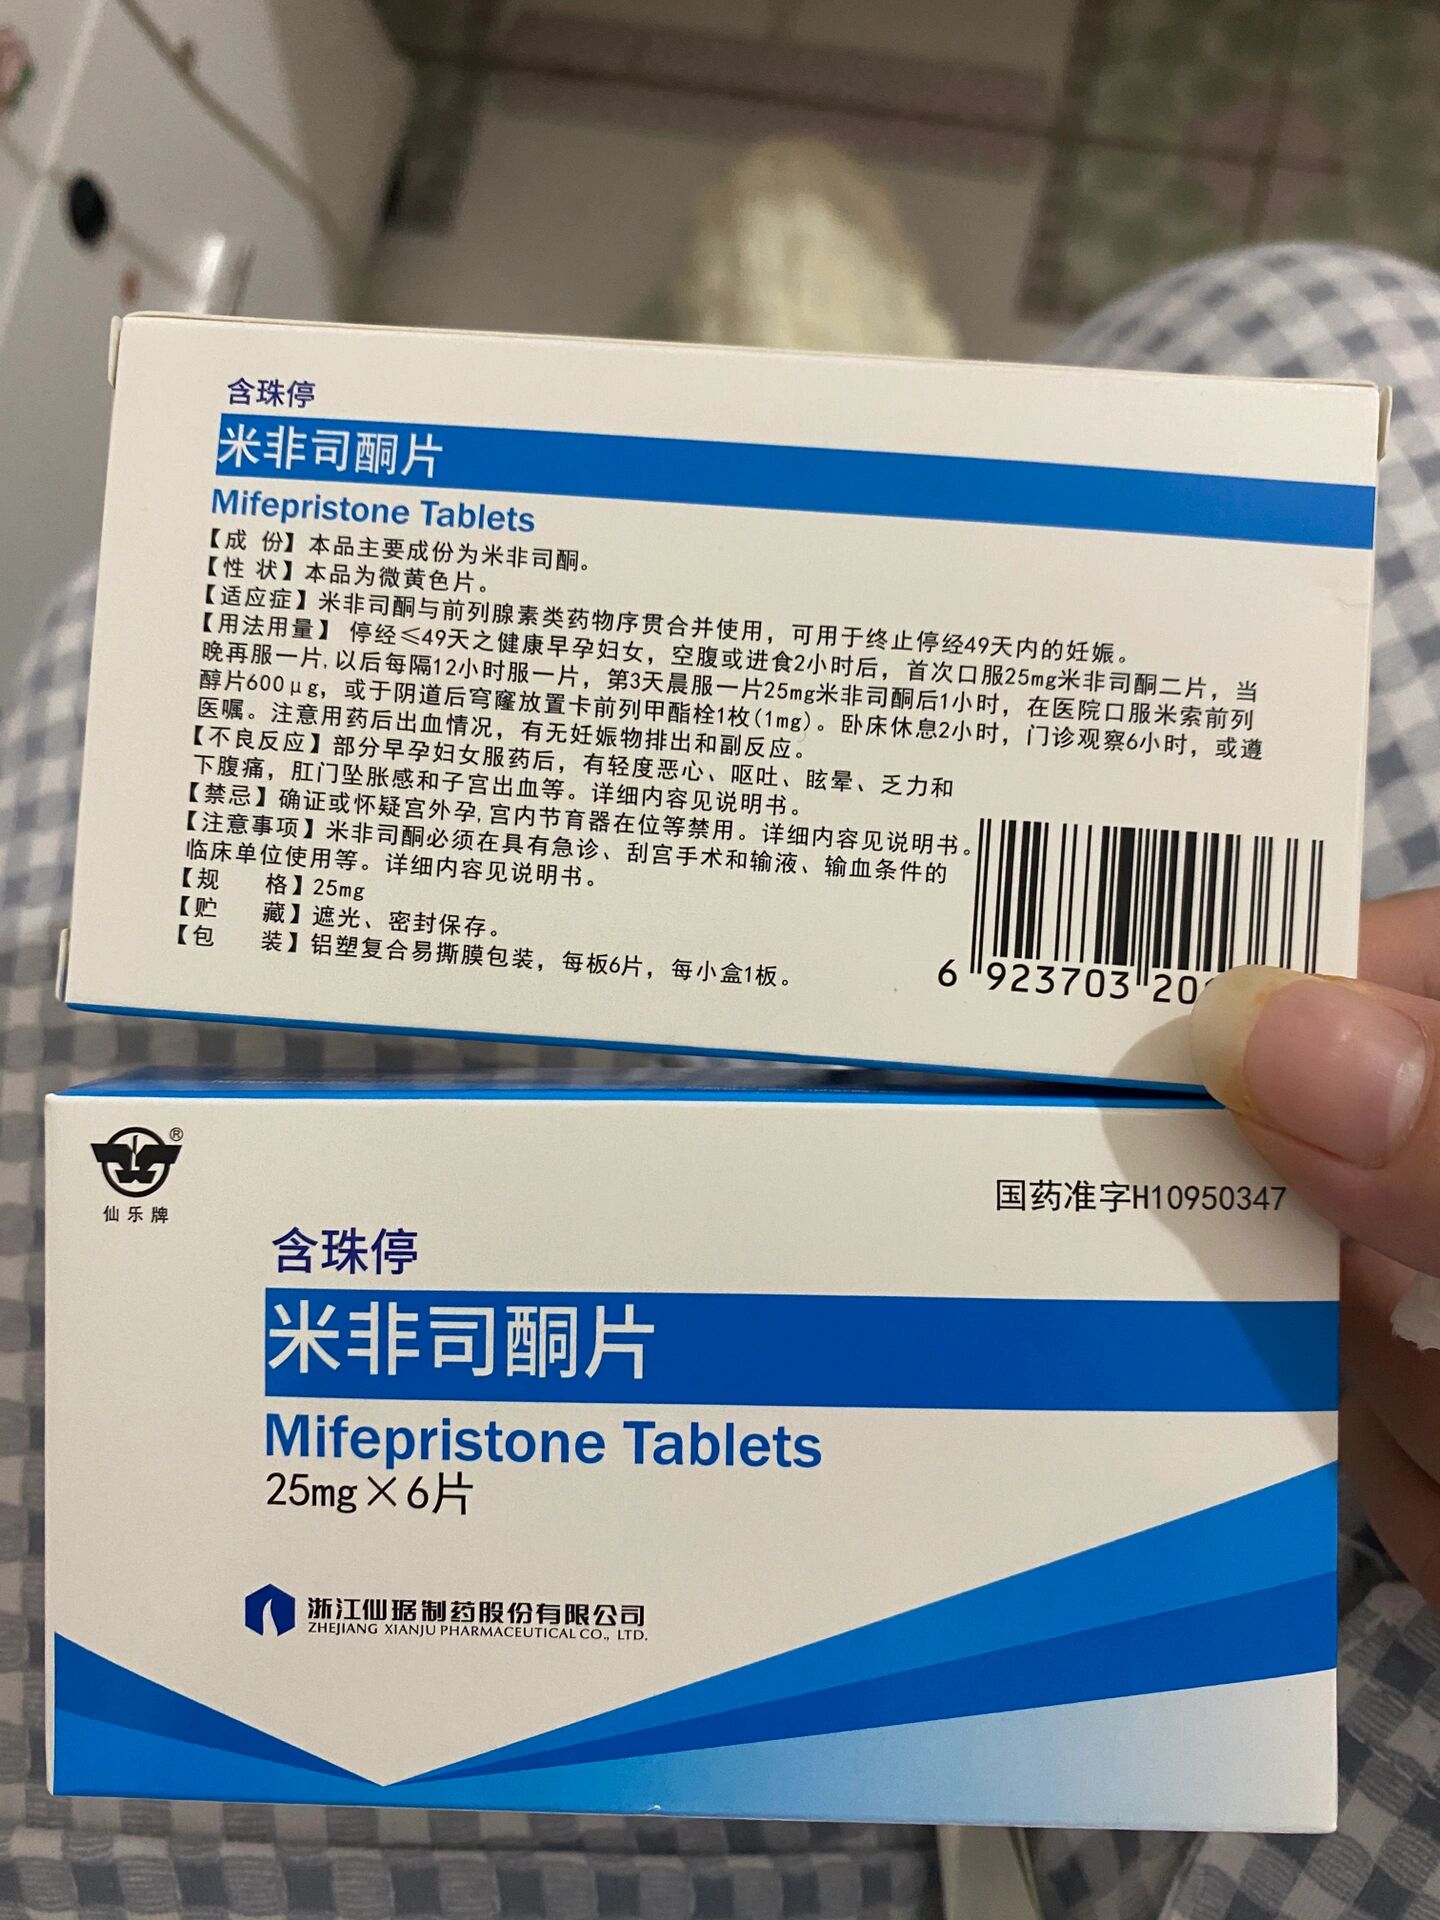 含珠停
米非司酮片
Mifepristone Tablets
【成 份】本品主要成份为米非司酮。
【性 状】本品为微黄色片。
【适应症】米非司酮与前列腺素类药物序贯合并使用，可用于终止停经49天内的妊娠。
【用法用量】 停经≤49天之健康早孕妇女，空腹或进食2小时后，首次口服25mg米非司酮二片，当
晚再服一片,以后每隔12小时服一片，第3天晨服一片25mg米非司酮后1小时，在医院口服米索前列
醇片600μg，或于阴道后穹窿放置卡前列甲酯栓1枚(1mg)。卧床休息2小时，门诊观察6小时，或遵
医嘱。注意用药后出血情况，有无妊娠物排出和副反应。
【不良反应】部分早孕妇女服药后，有轻度恶心、呕吐、眩晕、乏力和
下腹痛，肛门坠胀感和子宫出血等。详细内容见说明书。
【禁忌】确证或怀疑宫外孕,宫内节育器在位等禁用。详细内容见说明书。
【注意事项】米非司酮必须在具有急诊、刮宫手术和输液、输血条件的
临床单位使用等。详细内容见说明书。
【规 格】25mg
【贮 藏】遮光、密封保存。
【包 装】铝塑复合易撕膜包装，每板6片，每小盒1板。
6 923703 20
仙乐牌
®
国药准字H10950347
含珠停
米非司酮片
Mifepristone Tablets
25mg×6片
浙江仙琚制药股份有限公司
ZHEJIANG XIANJU PHARMACEUTICAL CO., LTD.